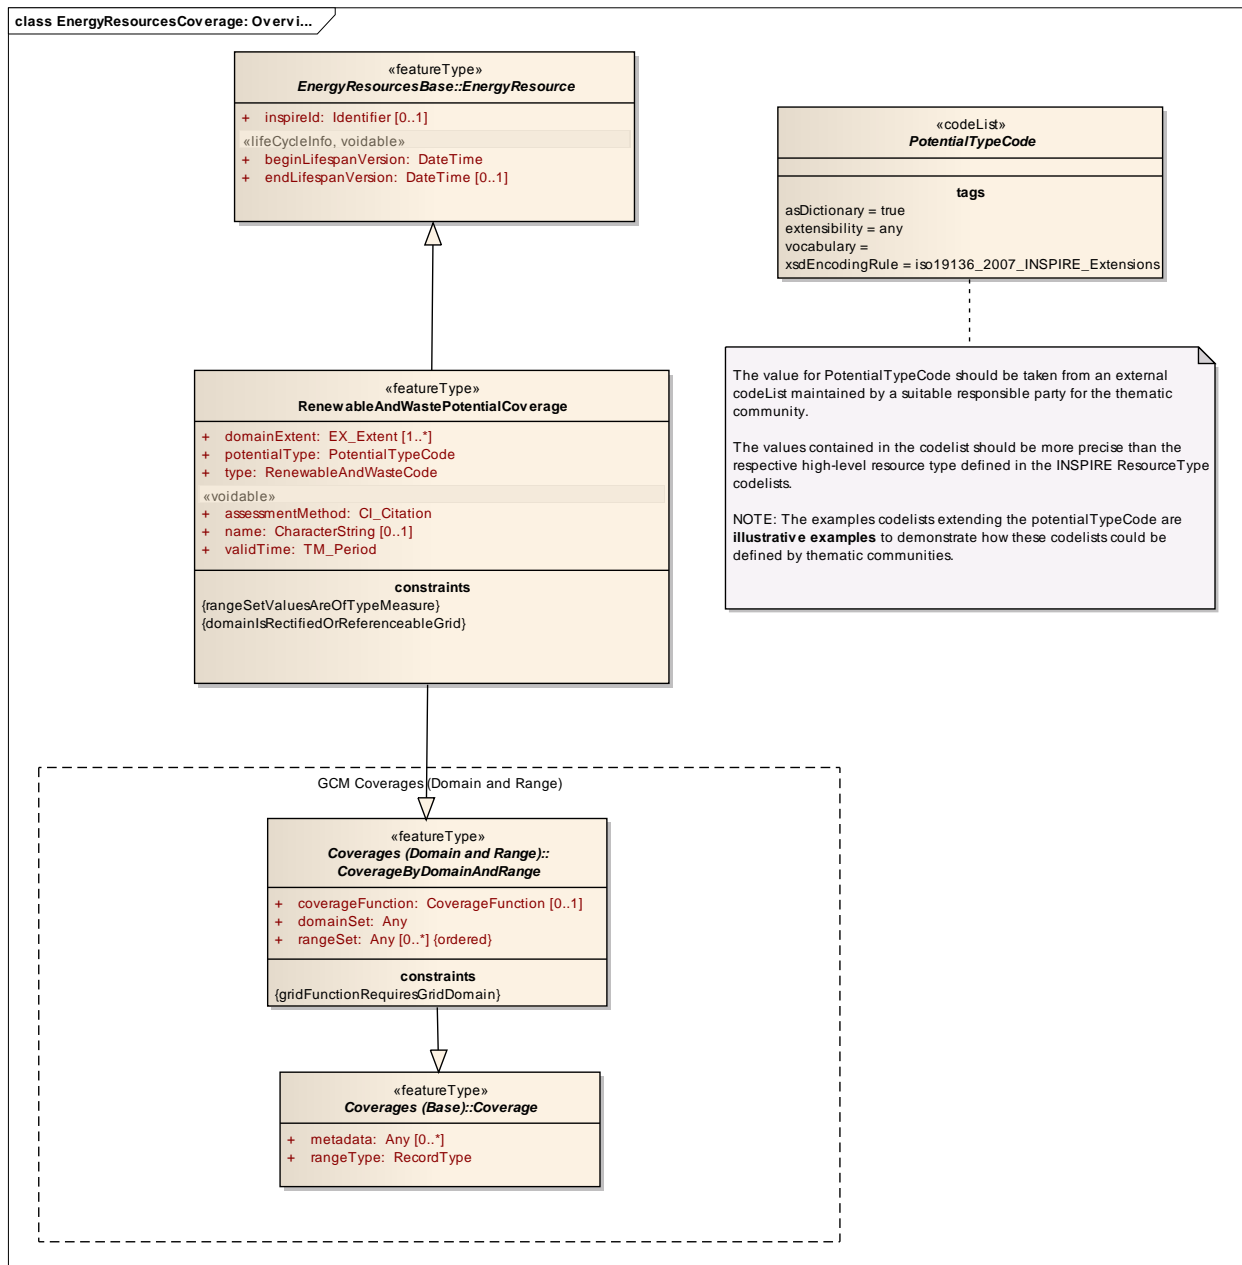 class EnergyResourcesCoverage: Overvi...
«featureType»
EnergyResourcesBase::EnergyResource
+ inspireId: Identifier [0..1]
«lifeCycleInfo, voidable»
+ beginLifespanVersion: DateTime
+ endLifespanVersion: DateTime [0..1]
«codeList»
PotentialTypeCode
tags
asDictionary = true
extensibility = any
vocabulary =
xsdEncodingRule = iso19136_2007_INSPIRE_Extensions
The value for PotentialTypeCode should be taken from an external
codeList maintained by a suitable responsible party for the thematic
community.
The values contained in the codelist should be more precise than the
respective high-level resource type defined in the INSPIRE ResourceType
codelists.
NOTE: The examples codelists extending the potentialTypeCode are
illustrative examples to demonstrate how these codelists could be
defined by thematic communities.
«featureType»
RenewableAndWastePotentialCoverage
+ domainExtent: EX_Extent [1..*]
+ potentialType: PotentialTypeCode
+ type: RenewableAndWasteCode
«voidable»
+ assessmentMethod: CI_Citation
+ name: CharacterString [0..1]
+ validTime: TM_Period
constraints
{rangeSetValuesAreOfTypeMeasure}
{domainIsRectifiedOrReferenceableGrid}
GCM Coverages (Domain and Range)
«featureType»
Coverages (Domain and Range)::
CoverageByDomainAndRange
+ coverageFunction: CoverageFunction [0..1]
+ domainSet: Any
+ rangeSet: Any [0..*] {ordered}
constraints
{gridFunctionRequiresGridDomain}
«featureType»
Coverages (Base)::Coverage
+ metadata: Any [0..*]
+ rangeType: RecordType